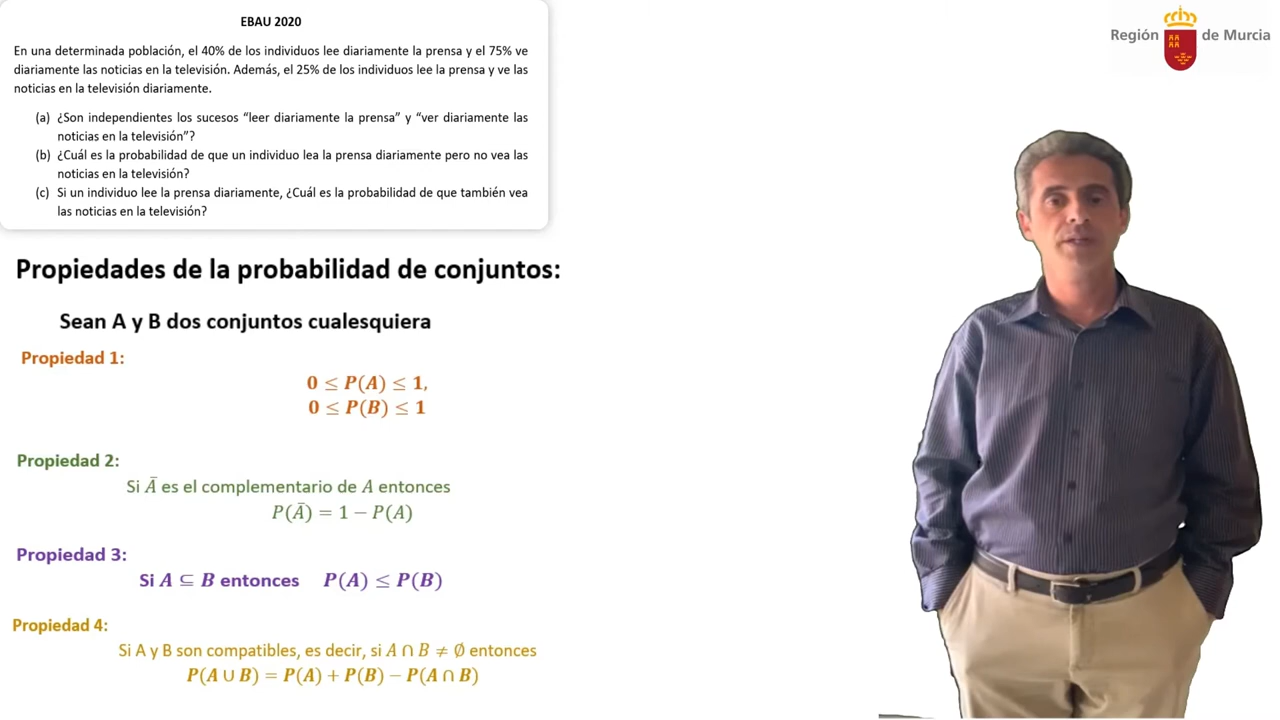 EBAU 2020
En una determinada población, el 40% de los individuos lee diariamente la prensa y el 75% ve
diariamente las noticias en la televisión. Además, el 25% de los individuos lee la prensa y ve las
noticias en la televisión diariamente.
(a) ¿Son independientes los sucesos “leer diariamente la prensa” y “ver diariamente las
noticias en la televisión”?
(b) ¿Cuál es la probabilidad de que un individuo lea la prensa diariamente pero no vea las
noticias en la televisión?
(c) Si un individuo lee la prensa diariamente, ¿Cuál es la probabilidad de que también vea
las noticias en la televisión?
Región de Murcia
Propiedades de la probabilidad de conjuntos:
Sean A y B dos conjuntos cualesquiera
Propiedad 1:
0 ≤ P(A) ≤ 1,
0 ≤ P(B) ≤ 1
Propiedad 2:
Si Ā es el complementario de A entonces
P(Ā) = 1 − P(A)
Propiedad 3:
Si A ⊆ B entonces P(A) ≤ P(B)
Propiedad 4:
Si A y B son compatibles, es decir, si A ∩ B ≠ ∅ entonces
P(A ∪ B) = P(A) + P(B) − P(A ∩ B)